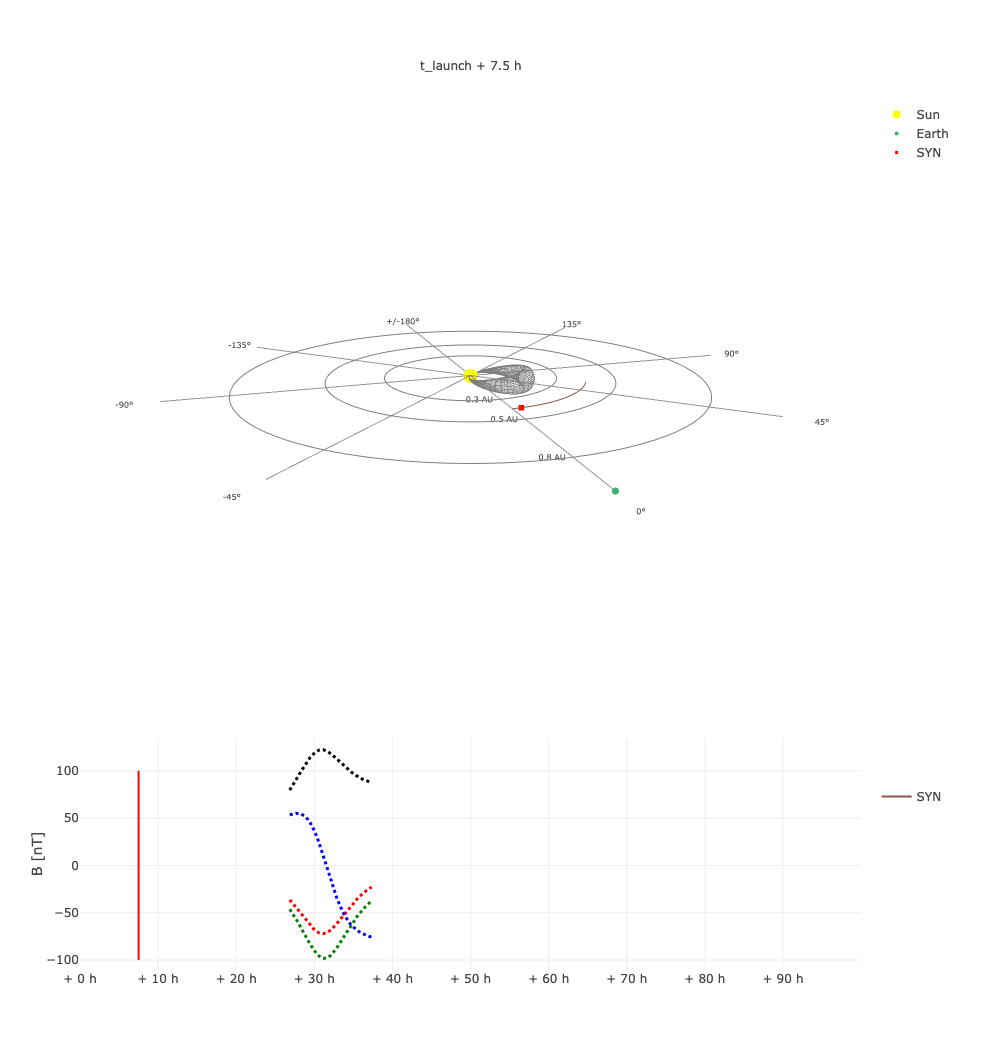 t_launch + 7.5 h
Sun
Earth
SYN
+/-180°
135°
-135°
90°
-90°
0.3 AU
0.5 AU
45°
0.8 AU
-45°
0°
100
50
0
−50
−100
B [nT]
SYN
+ 0 h
+ 10 h
+ 20 h
+ 30 h
+ 40 h
+ 50 h
+ 60 h
+ 70 h
+ 80 h
+ 90 h